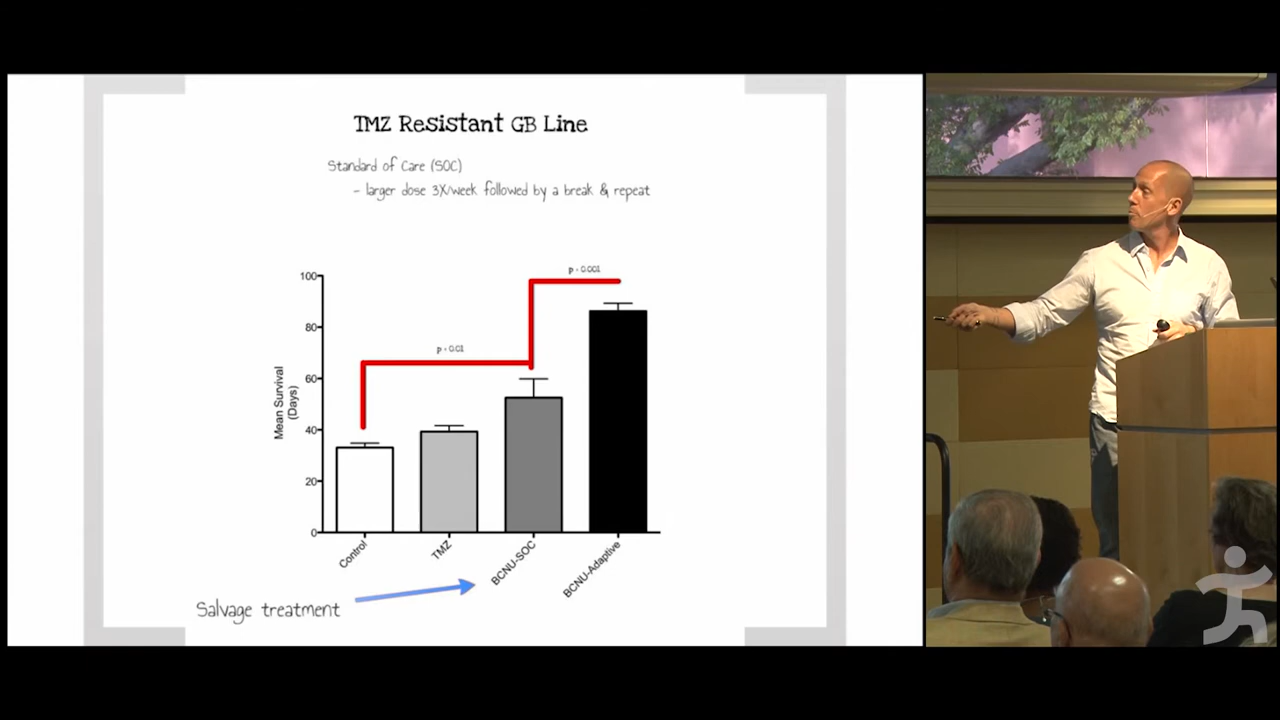 TMZ Resistant GB Line
Standard of Care (SOC)
- larger dose 3X/week followed by a break & repeat
p < 0.001
p < 0.01
100
80
60
40
20
0
Mean Survival
(Days)
Control
TMZ
BCNU-SOC
BCNU-Adaptive
Salvage treatment